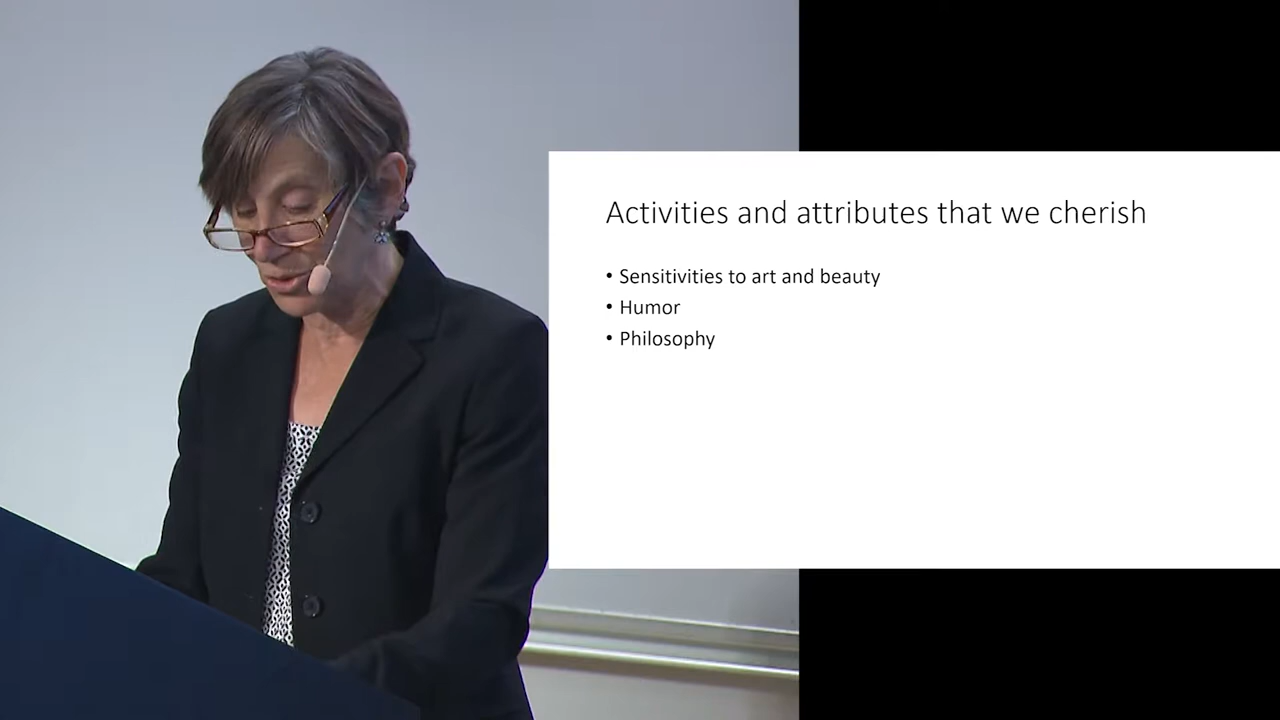 Activities and attributes that we cherish
• Sensitivities to art and beauty
• Humor
• Philosophy